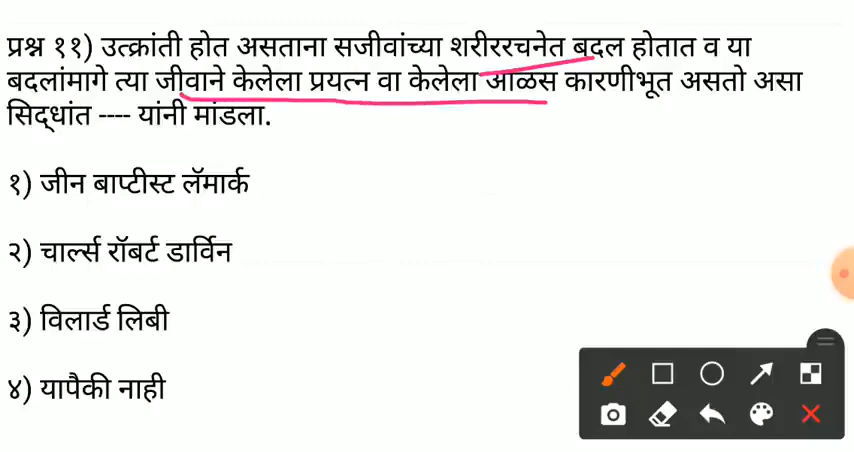 प्रश्न ११) उत्क्रांती होत असताना सजीवांच्या शरीररचनेत बदल होतात व या
बदलांमागे त्या जीवाने केलेला प्रयत्न वा केलेला आळस कारणीभूत असतो असा
सिद्धांत ---- यांनी मांडला.
१) जीन बाप्टीस्ट लॅमार्क
२) चार्ल्स रॉबर्ट डार्विन
३) विलार्ड लिबी
४) यापैकी नाही